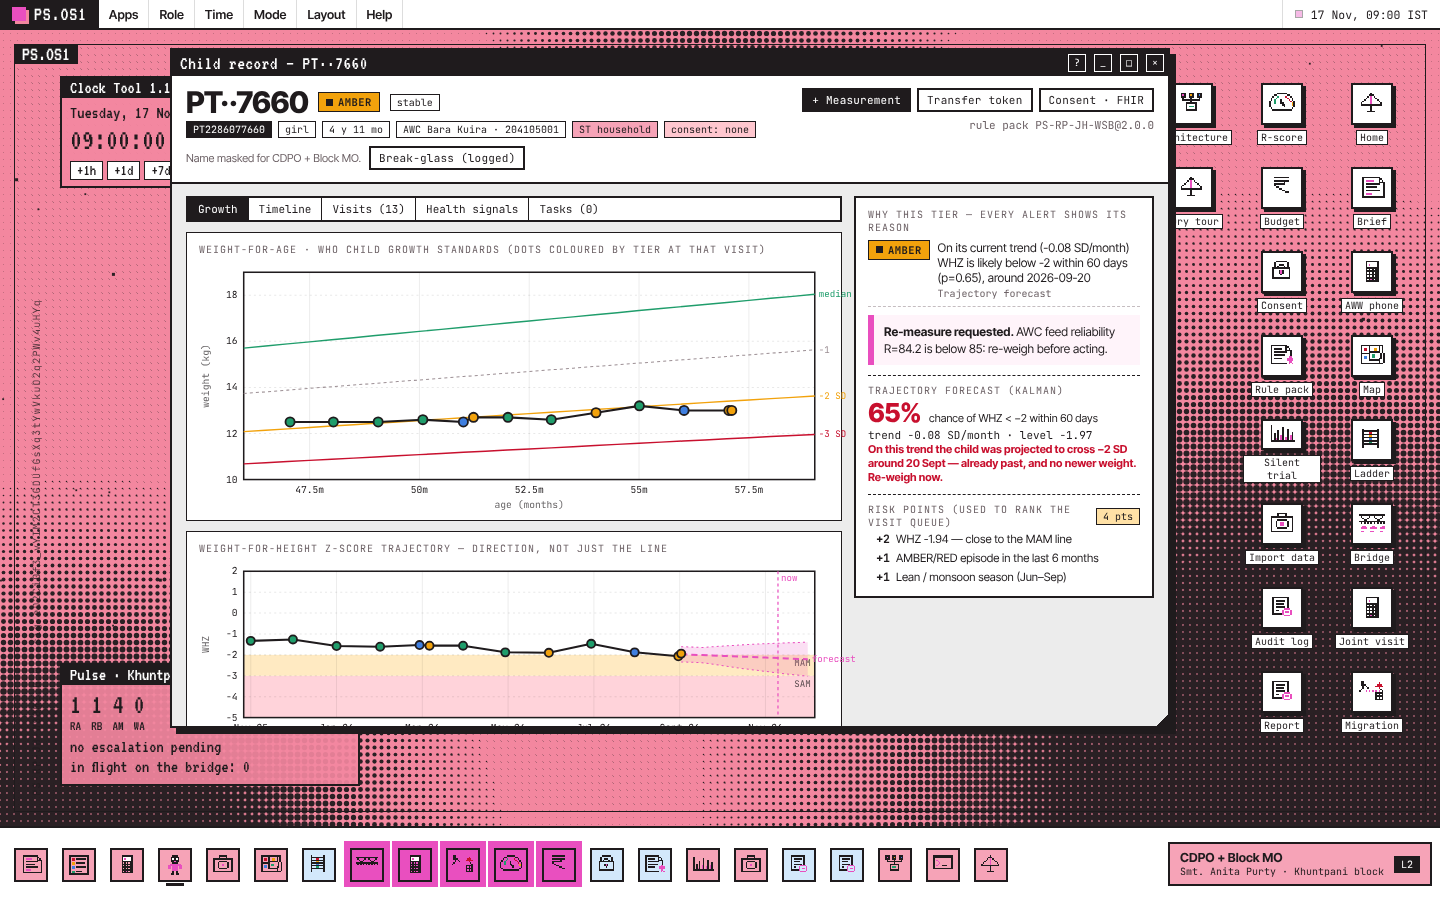 PS.OS1 Apps Role Time Mode Layout Help 17 Nov, 09:00 IST
PS.OS1
Clock Tool 1.1
Tuesday, 17 No
09:00:00
+1h +1d +7d
Child record — PT··7660
PT··7660 AMBER stable
+ Measurement Transfer token Consent · FHIR
PT2286077660 girl 4 y 11 mo AWC Bara Kuira · 204105001 ST household consent: none
rule pack PS-RP-JH-WSB@2.0.0
Name masked for CDPO + Block MO. Break-glass (logged)
Growth Timeline Visits (13) Health signals Tasks (0)
WEIGHT-FOR-AGE · WHO CHILD GROWTH STANDARDS (DOTS COLOURED BY TIER AT THAT VISIT)
18
16
14
12
10
weight (kg)
median
-1
-2 SD
-3 SD
47.5m 50m 52.5m 55m 57.5m
age (months)
WEIGHT-FOR-HEIGHT Z-SCORE TRAJECTORY — DIRECTION, NOT JUST THE LINE
2
1
0
-1
-2
-3
-4
-5
WHZ
now
MAM
forecast
SAM
WHY THIS TIER — EVERY ALERT SHOWS ITS
REASON
AMBER
On its current trend (-0.08 SD/month)
WHZ is likely below -2 within 60 days
(p=0.65), around 2026-09-20
Trajectory forecast
Re-measure requested. AWC feed reliability
R=84.2 is below 85: re-weigh before acting.
TRAJECTORY FORECAST (KALMAN)
65% chance of WHZ < −2 within 60 days
trend -0.08 SD/month · level -1.97
On this trend the child was projected to cross −2 SD
around 20 Sept — already past, and no newer weight.
Re-weigh now.
RISK POINTS (USED TO RANK THE
VISIT QUEUE)
4 pts
+2 WHZ -1.94 — close to the MAM line
+1 AMBER/RED episode in the last 6 months
+1 Lean / monsoon season (Jun–Sep)
Pulse · Khuntp
1 1 4 0
RA RB AM WA
no escalation pending
in flight on the bridge: 0
hitecture R-score Home
ry tour Budget Brief
Consent AWW phone
Rule pack Map
Silent
trial
Ladder
Import data Bridge
Audit log Joint visit
Report Migration
CDPO + Block MO
Smt. Anita Purty · Khuntpani block
L2